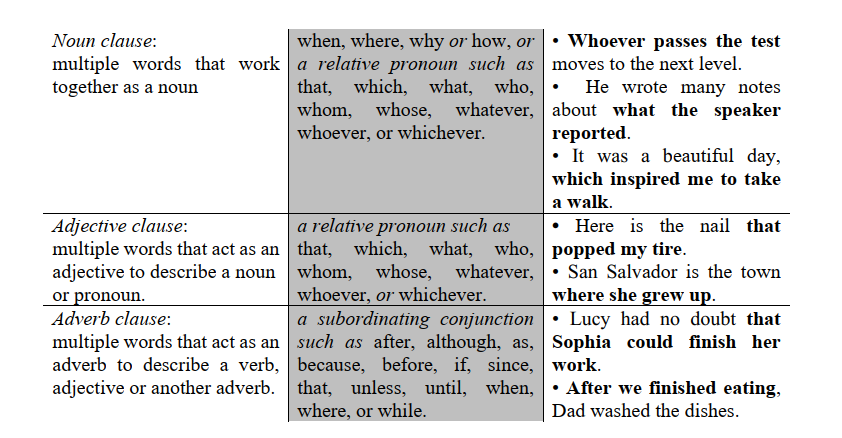 Noun clause:
multiple words that work
together as a noun
when, where, why or how, or
a relative pronoun such as
that, which, what, who,
whom, whose, whatever,
whoever, or whichever.
• Whoever passes the test
moves to the next level.
• He wrote many notes
about what the speaker
reported.
• It was a beautiful day,
which inspired me to take
a walk.
Adjective clause:
multiple words that act as an
adjective to describe a noun
or pronoun.
a relative pronoun such as
that, which, what, who,
whom, whose, whatever,
whoever, or whichever.
• Here is the nail that
popped my tire.
• San Salvador is the town
where she grew up.
Adverb clause:
multiple words that act as an
adverb to describe a verb,
adjective or another adverb.
a subordinating conjunction
such as after, although, as,
because, before, if, since,
that, unless, until, when,
where, or while.
• Lucy had no doubt that
Sophia could finish her
work.
• After we finished eating,
Dad washed the dishes.